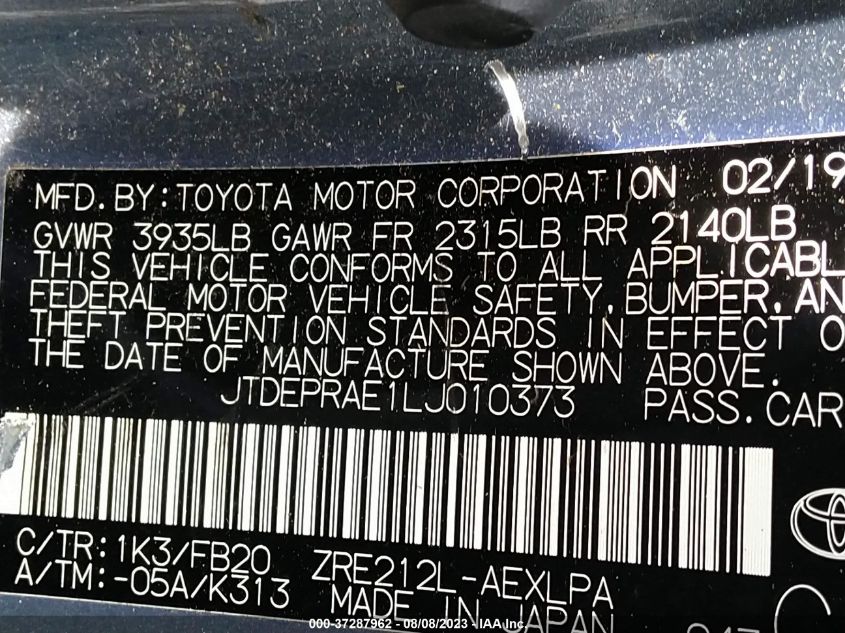 MFD. BY: TOYOTA MOTOR CORPORATION 02/19
GVWR 3935LB GAWR FR 2315LB RR 2140LB
THIS VEHICLE CONFORMS TO ALL APPLICABL
FEDERAL MOTOR VEHICLE SAFETY, BUMPER, AN
THEFT PREVENTION STANDARDS IN EFFECT O
THE DATE OF MANUFACTURE SHOWN ABOVE.
JTDEPRAE1LJ010373 PASS. CAR
C/TR: 1K3/FB20 ZRE212L-AEXLPA
A/TM: -05A/K313 MADE IN JAPAN
000-37287962 - 08/08/2023 - IAA Inc.